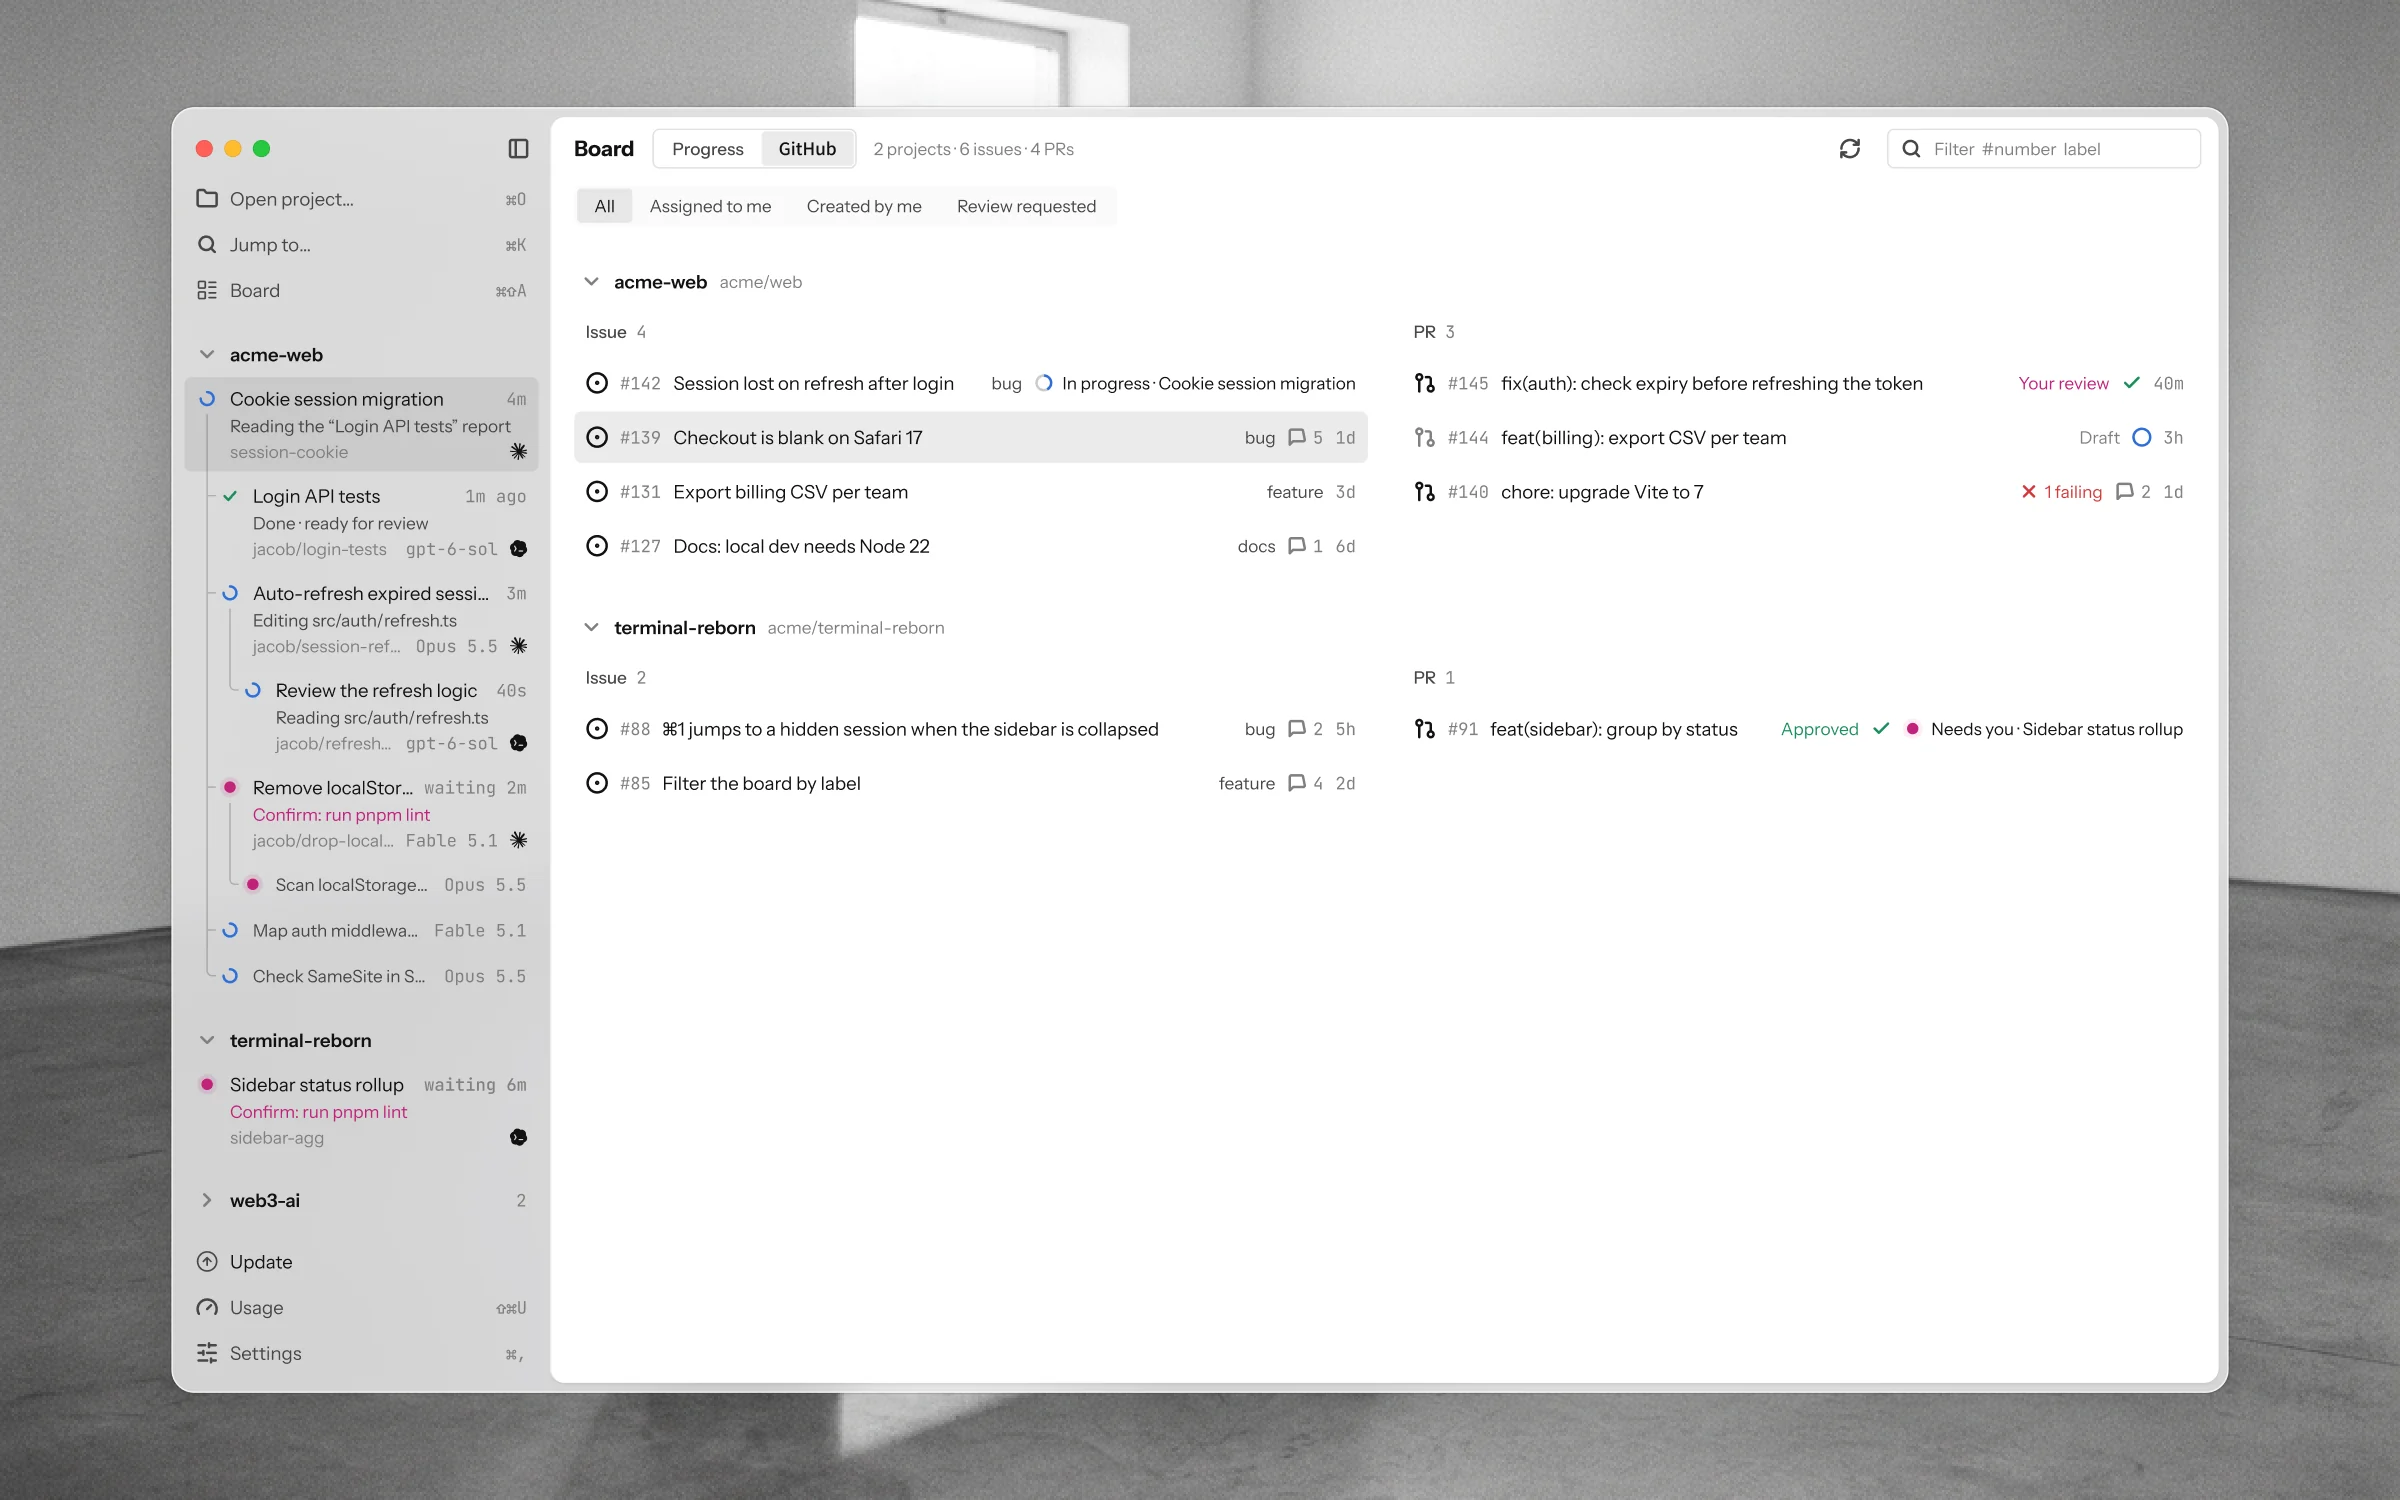 Open project... ⌘O
Jump to... ⌘K
Board ⌘⇧A
acme-web
Cookie session migration 4m
Reading the “Login API tests” report
session-cookie
Login API tests 1m ago
Done · ready for review
jacob/login-tests gpt-6-sol
Auto-refresh expired sessi... 3m
Editing src/auth/refresh.ts
jacob/session-ref... Opus 5.5
Review the refresh logic 40s
Reading src/auth/refresh.ts
jacob/refresh... gpt-6-sol
Remove localStor... waiting 2m
Confirm: run pnpm lint
jacob/drop-local... Fable 5.1
Scan localStorage... Opus 5.5
Map auth middlewa... Fable 5.1
Check SameSite in S... Opus 5.5
terminal-reborn
Sidebar status rollup waiting 6m
Confirm: run pnpm lint
sidebar-agg
web3-ai 2
Update
Usage ⇧⌘U
Settings ⌘,
Board Progress GitHub 2 projects · 6 issues · 4 PRs Filter #number label
All Assigned to me Created by me Review requested
acme-web acme/web
Issue 4
#142 Session lost on refresh after login bug In progress · Cookie session migration
#139 Checkout is blank on Safari 17 bug 5 1d
#131 Export billing CSV per team feature 3d
#127 Docs: local dev needs Node 22 docs 1 6d
PR 3
#145 fix(auth): check expiry before refreshing the token Your review 40m
#144 feat(billing): export CSV per team Draft 3h
#140 chore: upgrade Vite to 7 1 failing 2 1d
terminal-reborn acme/terminal-reborn
Issue 2
#88 ⌘1 jumps to a hidden session when the sidebar is collapsed bug 2 5h
#85 Filter the board by label feature 4 2d
PR 1
#91 feat(sidebar): group by status Approved Needs you · Sidebar status rollup